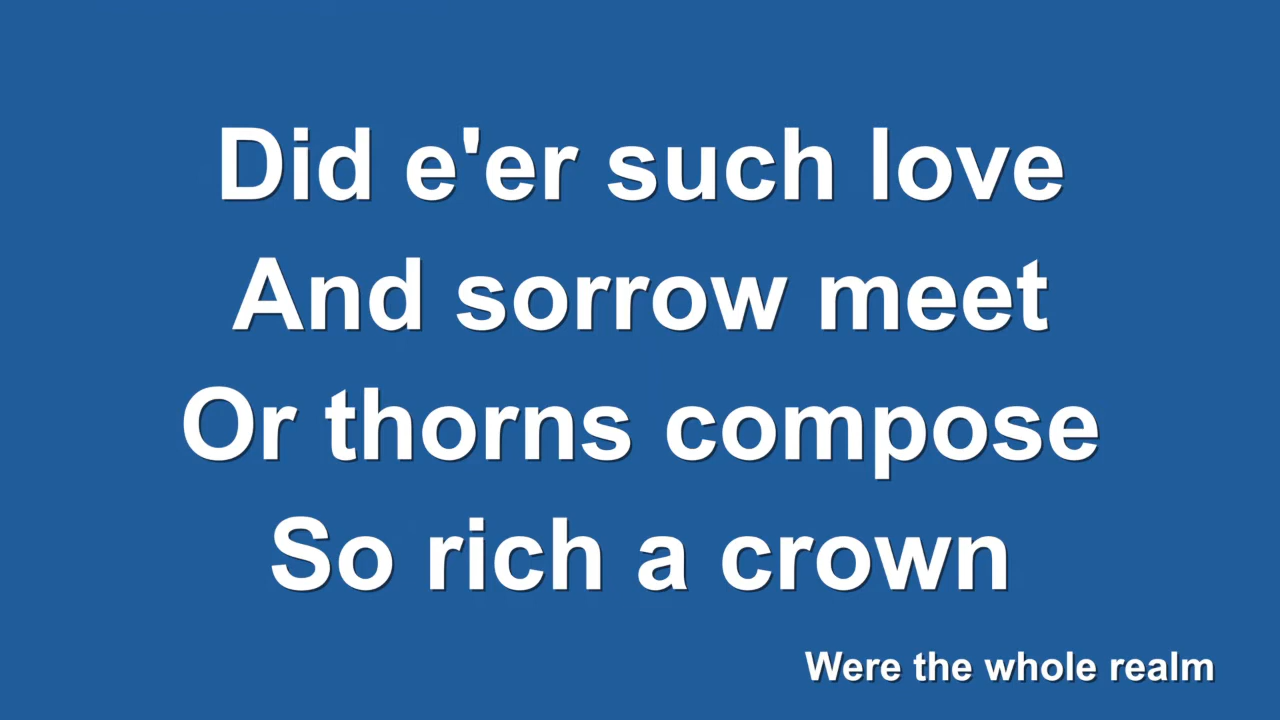 Did e'er such love
And sorrow meet
Or thorns compose
So rich a crown
Were the whole realm